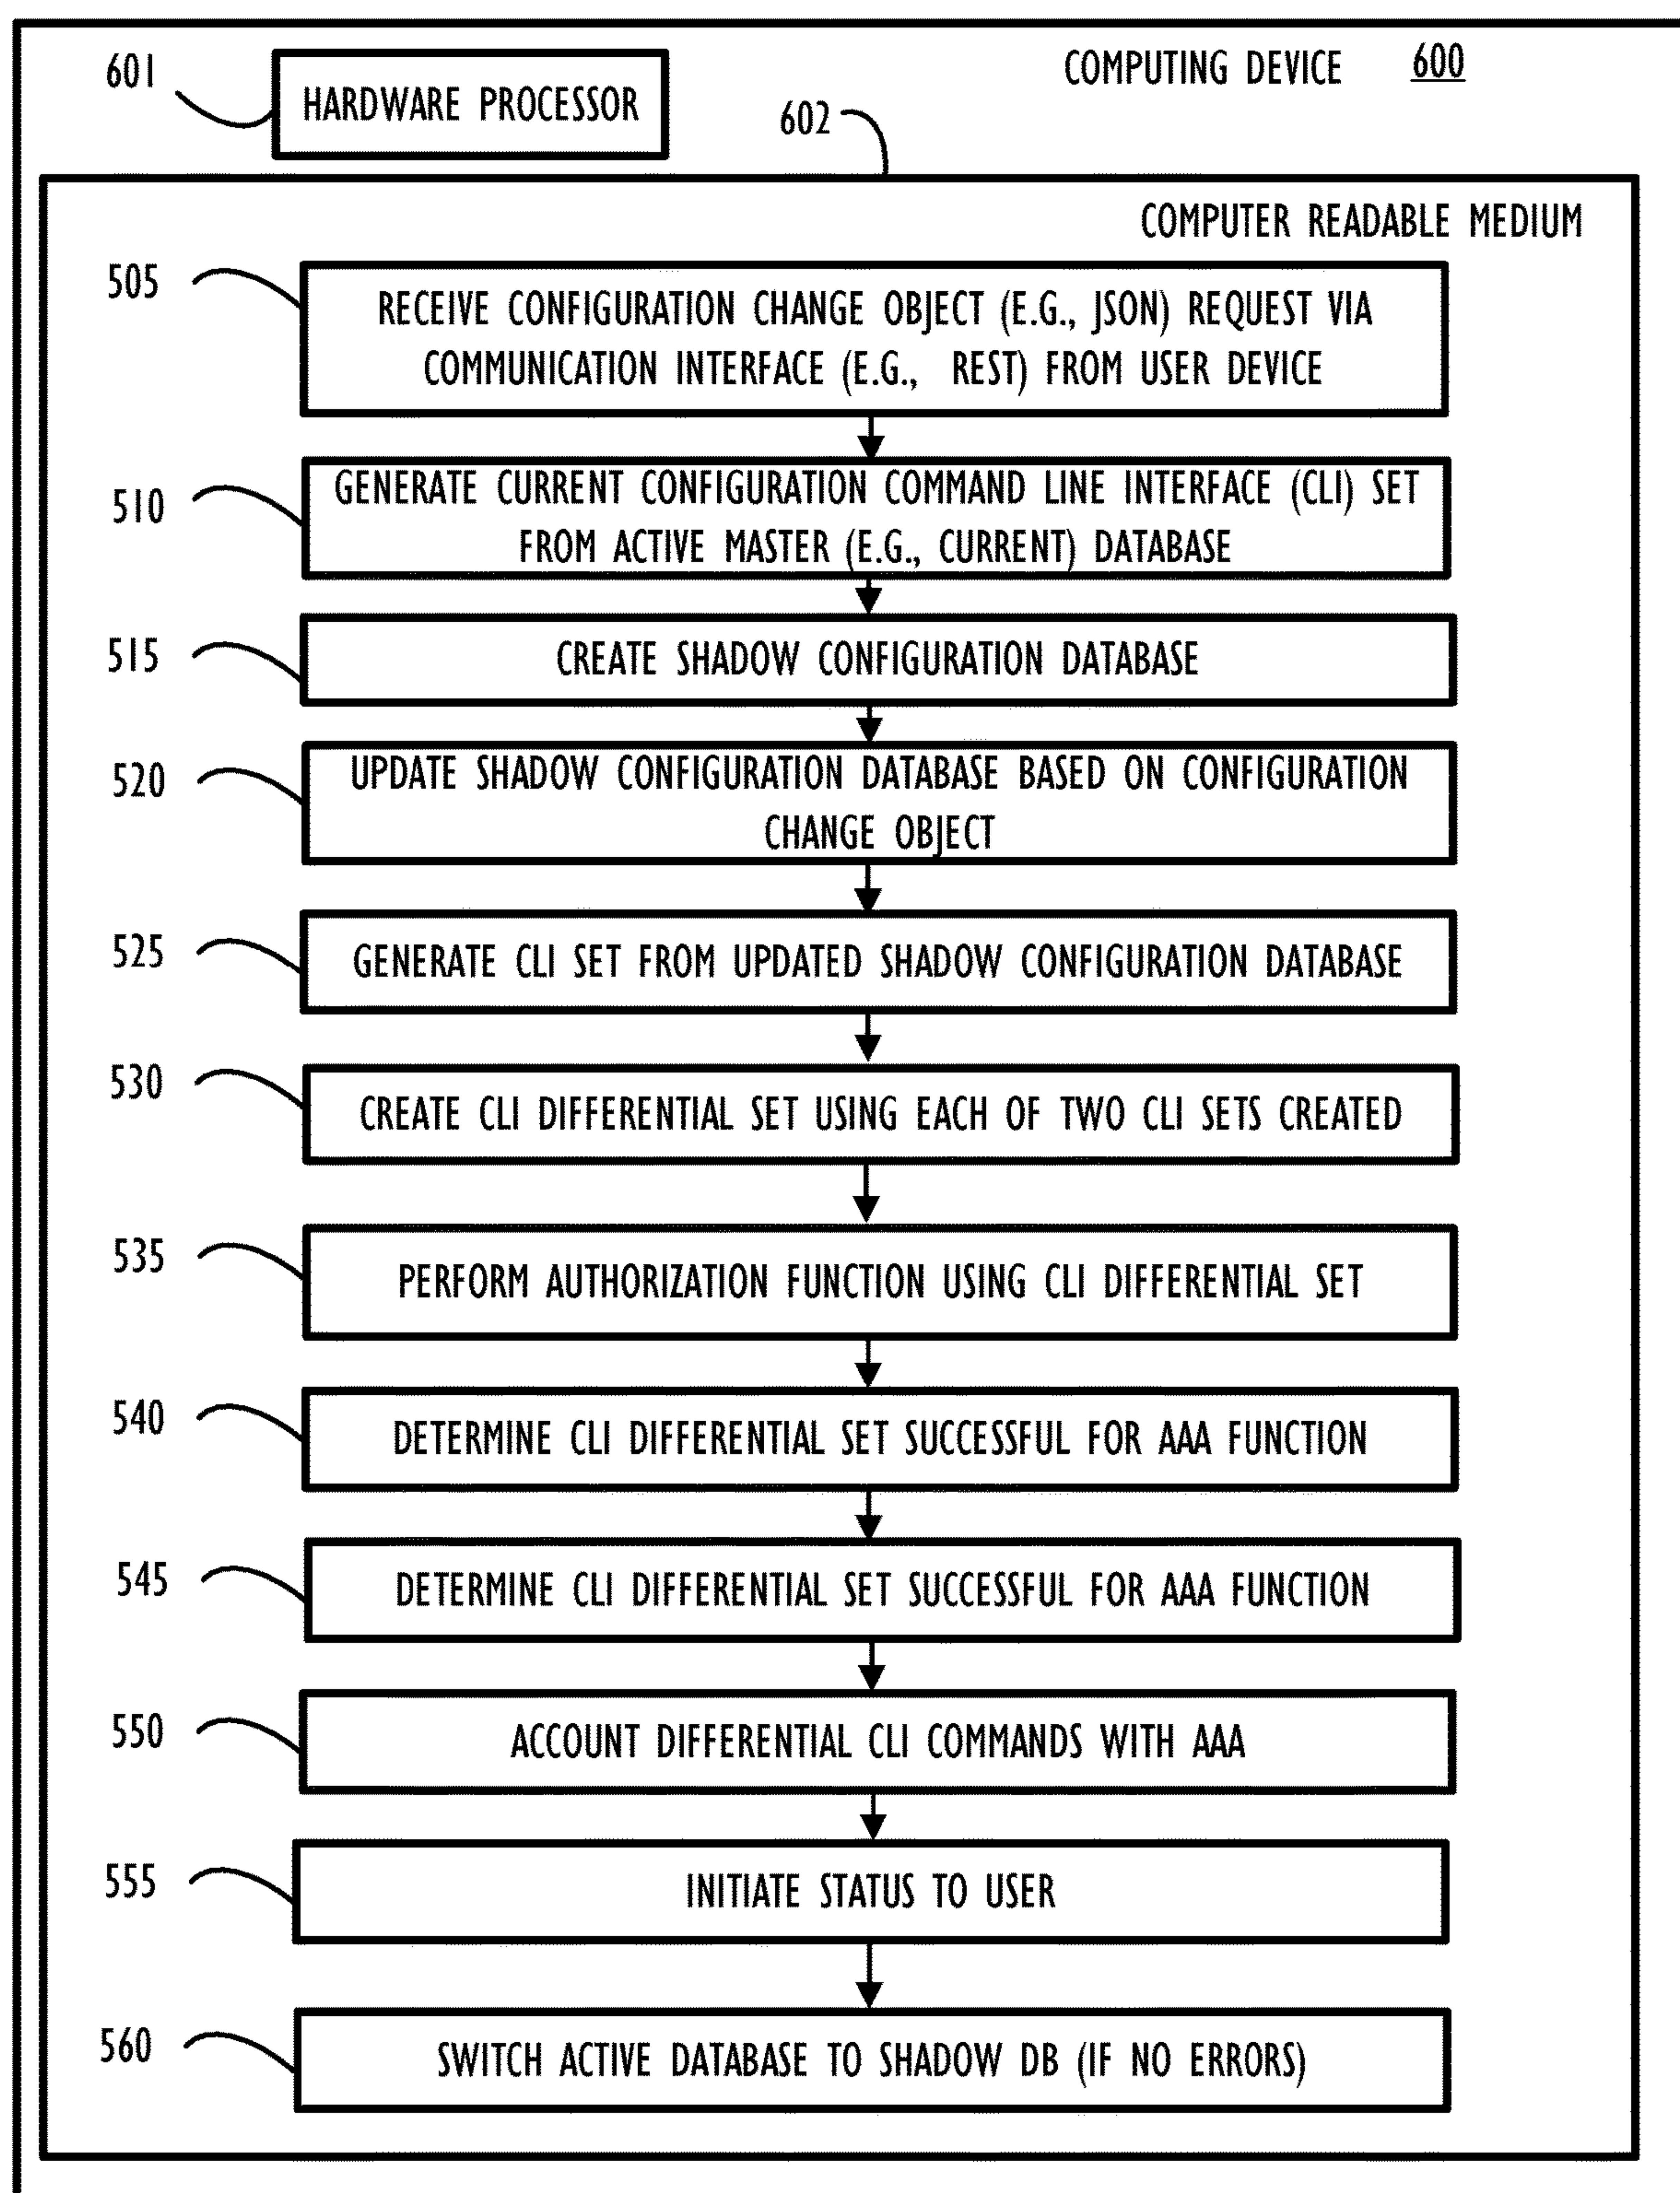 COMPUTING DEVICE 600
601
HARDWARE PROCESSOR
602
COMPUTER READABLE MEDIUM
505
RECEIVE CONFIGURATION CHANGE OBJECT (E.G., JSON) REQUEST VIA
COMMUNICATION INTERFACE (E.G., REST) FROM USER DEVICE
510
GENERATE CURRENT CONFIGURATION COMMAND LINE INTERFACE (CLI) SET
FROM ACTIVE MASTER (E.G., CURRENT) DATABASE
515
CREATE SHADOW CONFIGURATION DATABASE
520
UPDATE SHADOW CONFIGURATION DATABASE BASED ON CONFIGURATION
CHANGE OBJECT
525
GENERATE CLI SET FROM UPDATED SHADOW CONFIGURATION DATABASE
530
CREATE CLI DIFFERENTIAL SET USING EACH OF TWO CLI SETS CREATED
535
PERFORM AUTHORIZATION FUNCTION USING CLI DIFFERENTIAL SET
540
DETERMINE CLI DIFFERENTIAL SET SUCCESSFUL FOR AAA FUNCTION
545
DETERMINE CLI DIFFERENTIAL SET SUCCESSFUL FOR AAA FUNCTION
550
ACCOUNT DIFFERENTIAL CLI COMMANDS WITH AAA
555
INITIATE STATUS TO USER
560
SWITCH ACTIVE DATABASE TO SHADOW DB (IF NO ERRORS)